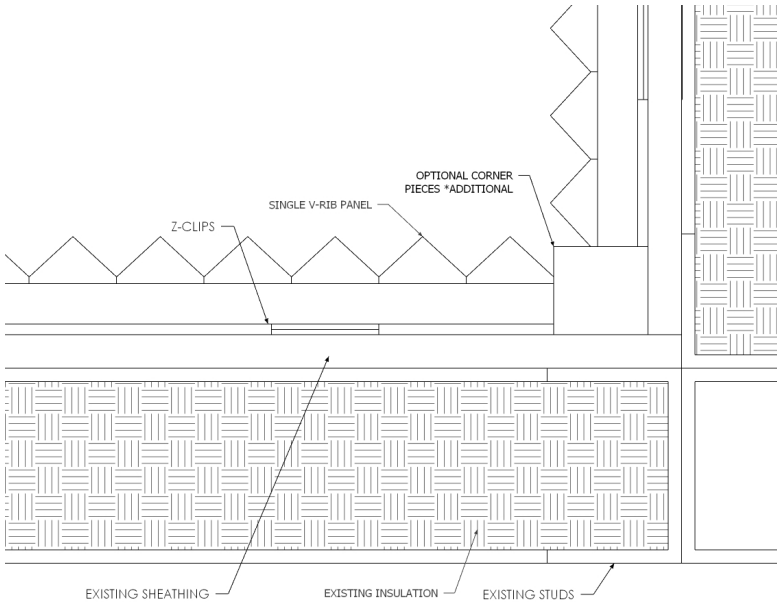 OPTIONAL CORNER
PIECES *ADDITIONAL
SINGLE V-RIB PANEL
Z-CLIPS
EXISTING SHEATHING
EXISTING INSULATION
EXISTING STUDS